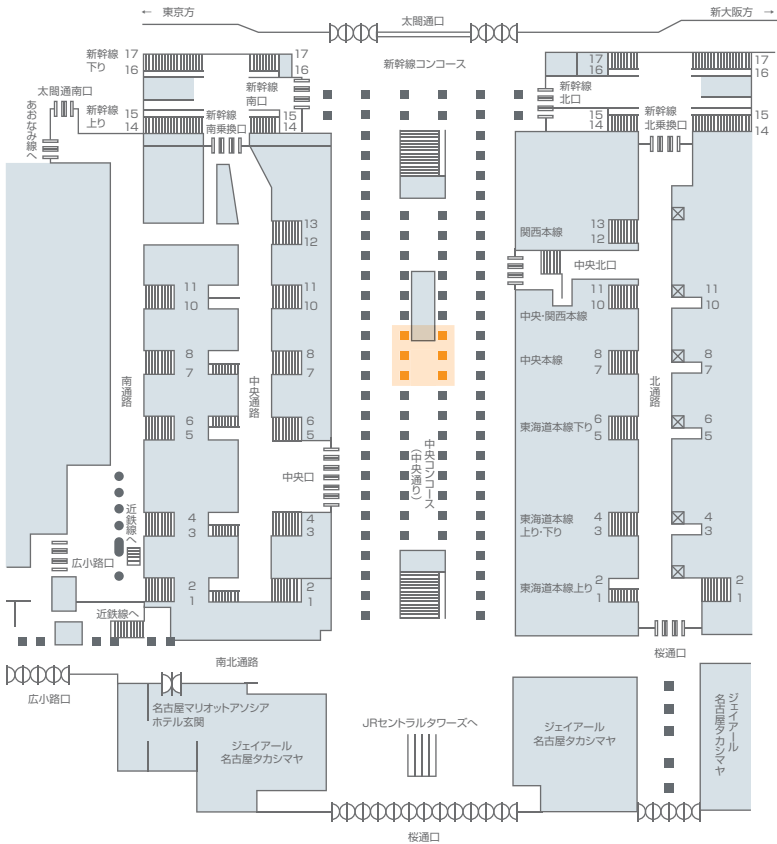 ← 東京方
太閤通口
新大阪方 →
新幹線
下り
17
16
17
16
新幹線コンコース
17
16
17
16
太閤通南口
新幹線
南口
新幹線
北口
あおなみ線へ
新幹線
上り
15
14
新幹線
南乗換口
15
14
15
14
新幹線
北乗換口
15
14
13
12
関西本線
13
12
中央北口
11
10
11
10
11
10
中央・関西本線
11
10
南通路
8
7
中央通路
8
7
中央本線
8
7
北通路
8
7
6
5
6
5
東海道本線下り
6
5
6
5
中央コンコース
(中央通り)
中央口
近鉄線へ
4
3
4
3
東海道本線
上り・下り
4
3
4
3
広小路口
2
1
2
1
東海道本線上り
2
1
2
1
近鉄線へ
南北通路
桜通口
広小路口
名古屋マリオットアソシア
ホテル玄関
ジェイアール
名古屋タカシマヤ
JRセントラルタワーズへ
ジェイアール
名古屋タカシマヤ
ジェイアール
名古屋タカシマヤ
桜通口